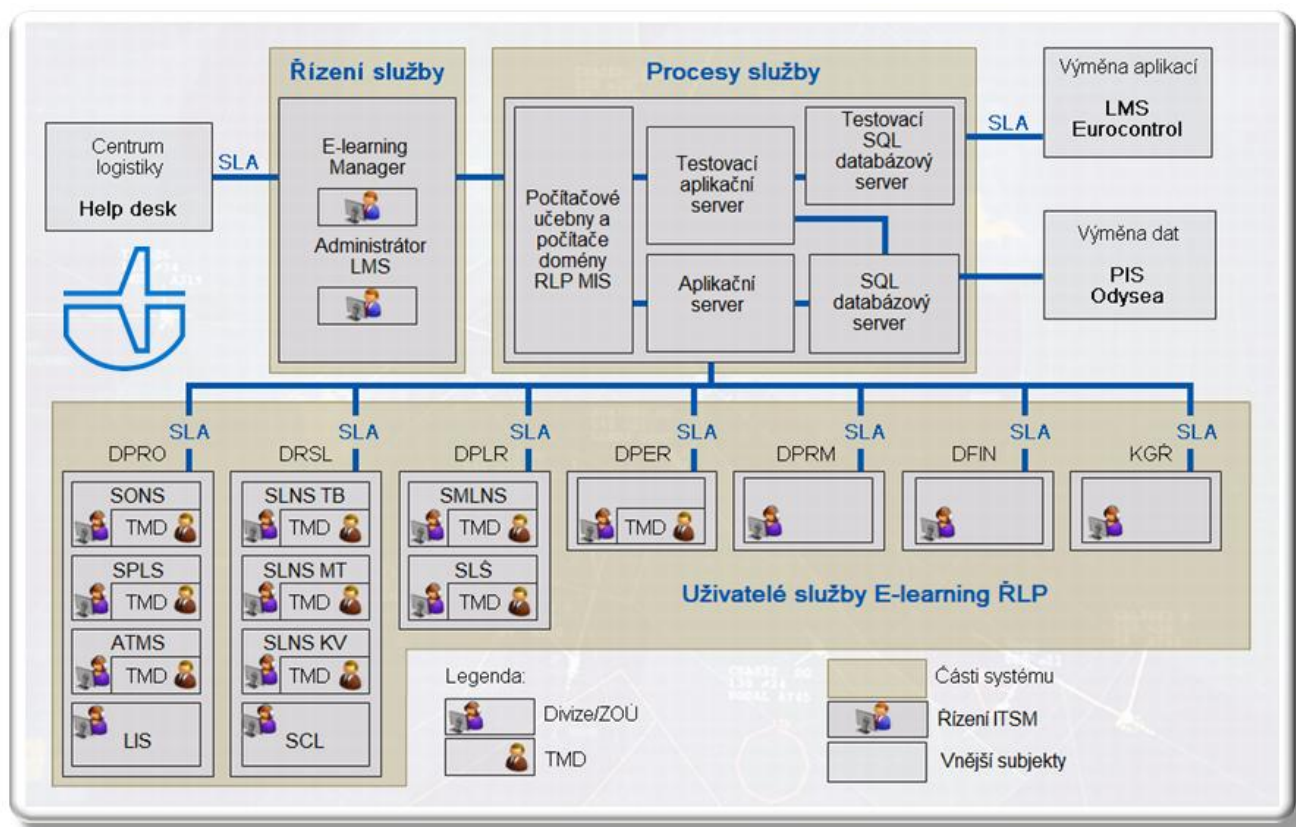 Řízení služby
Procesy služby
Výměna aplikací
LMS
Eurocontrol
SLA
Centrum
logistiky
Help desk
SLA
E-learning
Manager
Administrátor
LMS
Počítačové
učebny a
počítače
domény
RLP MIS
Testovací
aplikační
server
Testovací
SQL
databázový
server
Aplikační
server
SQL
databázový
server
Výměna dat
PIS
Odysea
SLA
SLA
SLA
SLA
SLA
SLA
SLA
DPRO
DRSL
DPLR
DPER
DPRM
DFIN
KGŘ
SONS
TMD
SPLS
TMD
ATMS
TMD
LIS
SLNS TB
TMD
SLNS MT
TMD
SLNS KV
TMD
SCL
SMLNS
TMD
SLŠ
TMD
TMD
Uživatelé služby E-learning ŘLP
Legenda:
Divize/ZOÚ
TMD
Části systému
Řízení ITSM
Vnější subjekty